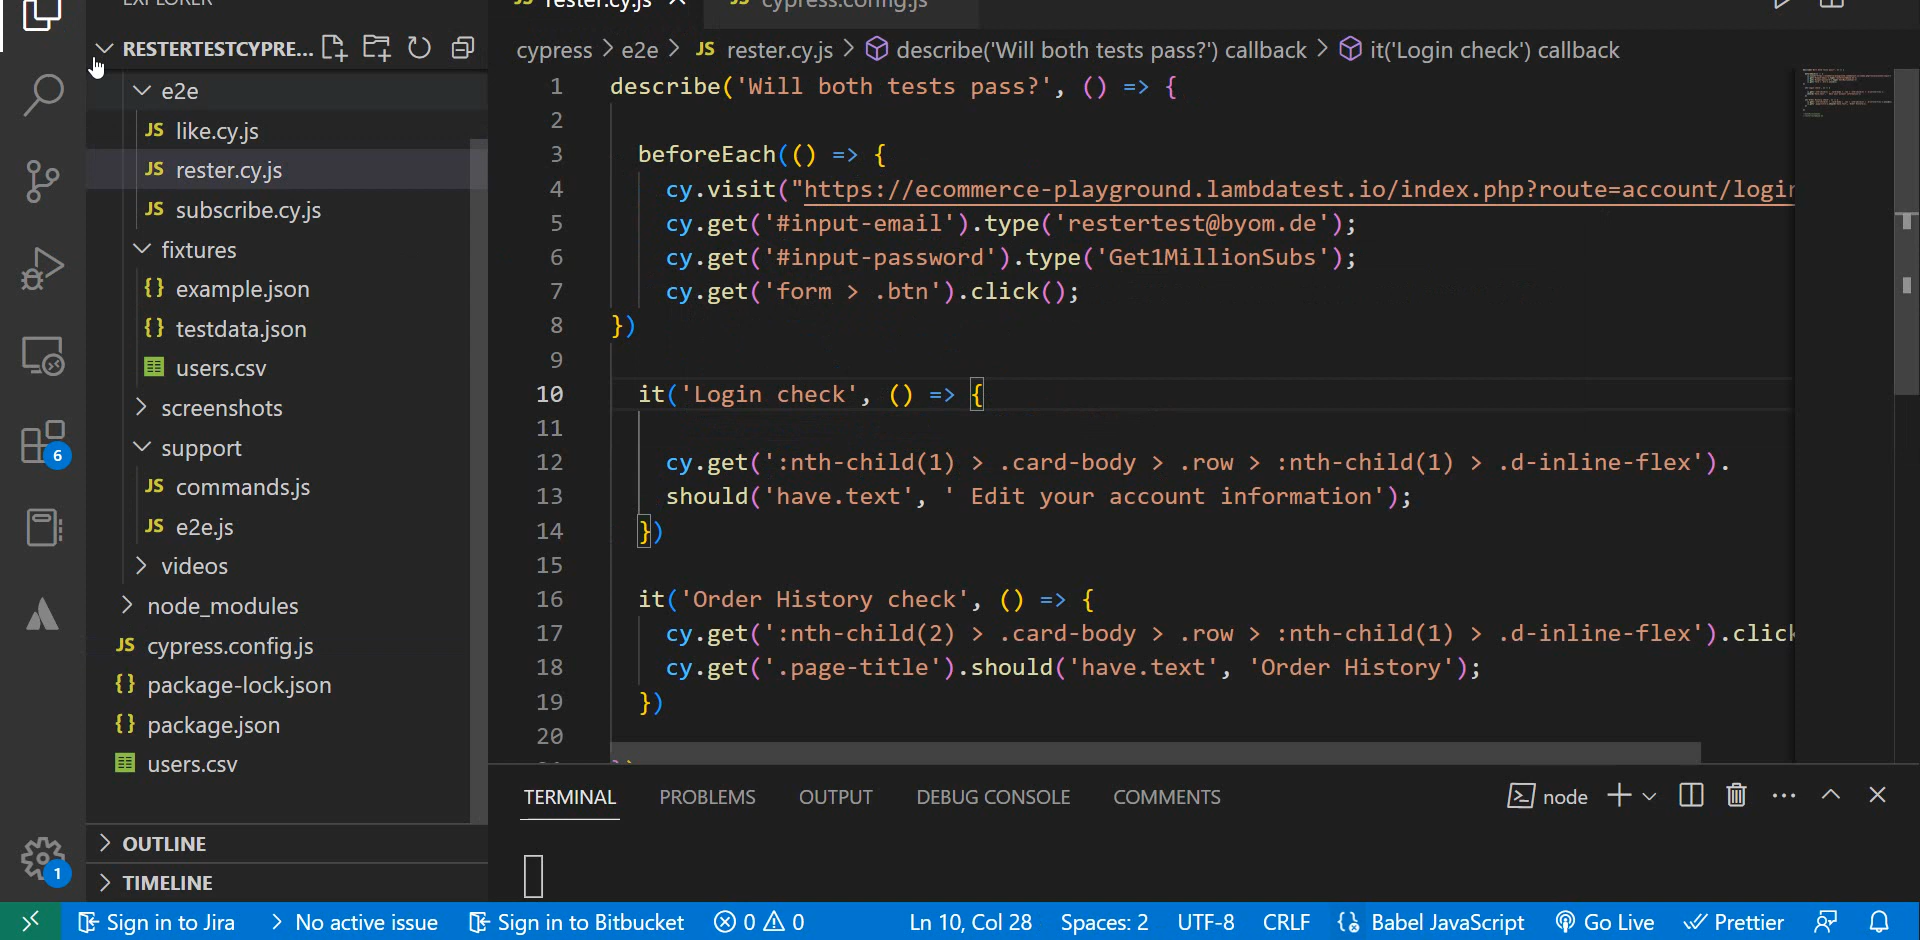 EXPLORER
RESTERTESTCYPRE...
e2e
JS like.cy.js
JS rester.cy.js
JS subscribe.cy.js
fixtures
{} example.json
{} testdata.json
users.csv
screenshots
support
JS commands.js
JS e2e.js
videos
node_modules
JS cypress.config.js
{} package-lock.json
{} package.json
users.csv
OUTLINE
TIMELINE
6
1
JS rester.cy.js
JS cypress.config.js
cypress > e2e > JS rester.cy.js > describe('Will both tests pass?') callback > it('Login check') callback
1 describe('Will both tests pass?', () => {
2
3 beforeEach(() => {
4 cy.visit("https://ecommerce-playground.lambdatest.io/index.php?route=account/login
5 cy.get('#input-email').type('restertest@byom.de');
6 cy.get('#input-password').type('Get1MillionSubs');
7 cy.get('form > .btn').click();
8 })
9
10 it('Login check', () => {
11
12 cy.get(':nth-child(1) > .card-body > .row > :nth-child(1) > .d-inline-flex').
13 should('have.text', ' Edit your account information');
14 })
15
16 it('Order History check', () => {
17 cy.get(':nth-child(2) > .card-body > .row > :nth-child(1) > .d-inline-flex').click
18 cy.get('.page-title').should('have.text', 'Order History');
19 })
20
TERMINAL PROBLEMS OUTPUT DEBUG CONSOLE COMMENTS node
Sign in to Jira No active issue Sign in to Bitbucket 0 0 Ln 10, Col 28 Spaces: 2 UTF-8 CRLF {} Babel JavaScript Go Live Prettier